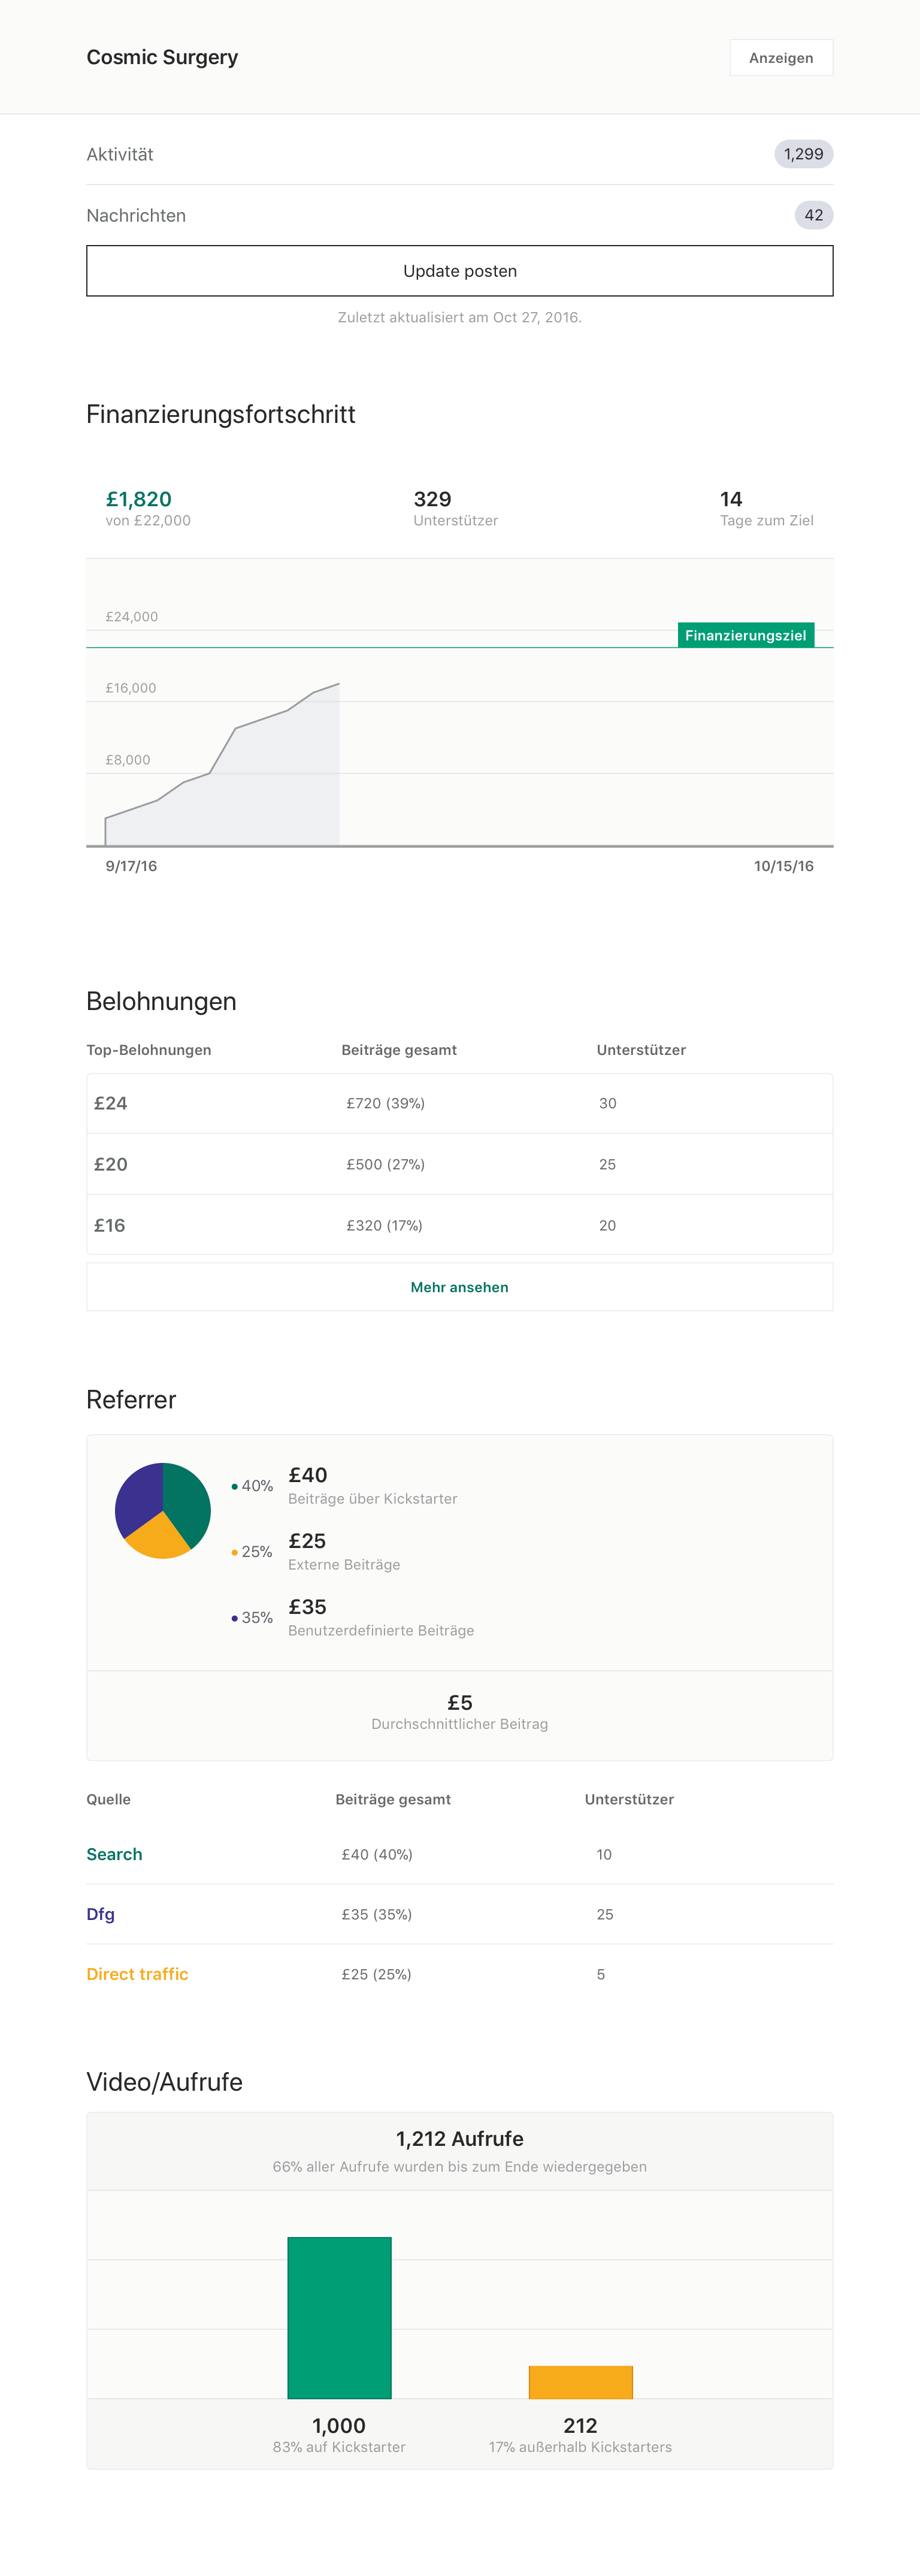 Cosmic Surgery
Anzeigen
Aktivität
1,299
Nachrichten
42
Update posten
Zuletzt aktualisiert am Oct 27, 2016.
Finanzierungsfortschritt
£1,820
von £22,000
329
Unterstützer
14
Tage zum Ziel
£24,000
Finanzierungsziel
£16,000
£8,000
9/17/16
10/15/16
Belohnungen
Top-Belohnungen Beiträge gesamt Unterstützer
£24 £720 (39%) 30
£20 £500 (27%) 25
£16 £320 (17%) 20
Mehr ansehen
Referrer
40% £40
Beiträge über Kickstarter
25% £25
Externe Beiträge
35% £35
Benutzerdefinierte Beiträge
£5
Durchschnittlicher Beitrag
Quelle Beiträge gesamt Unterstützer
Search £40 (40%) 10
Dfg £35 (35%) 25
Direct traffic £25 (25%) 5
Video/Aufrufe
1,212 Aufrufe
66% aller Aufrufe wurden bis zum Ende wiedergegeben
1,000
83% auf Kickstarter
212
17% außerhalb Kickstarters